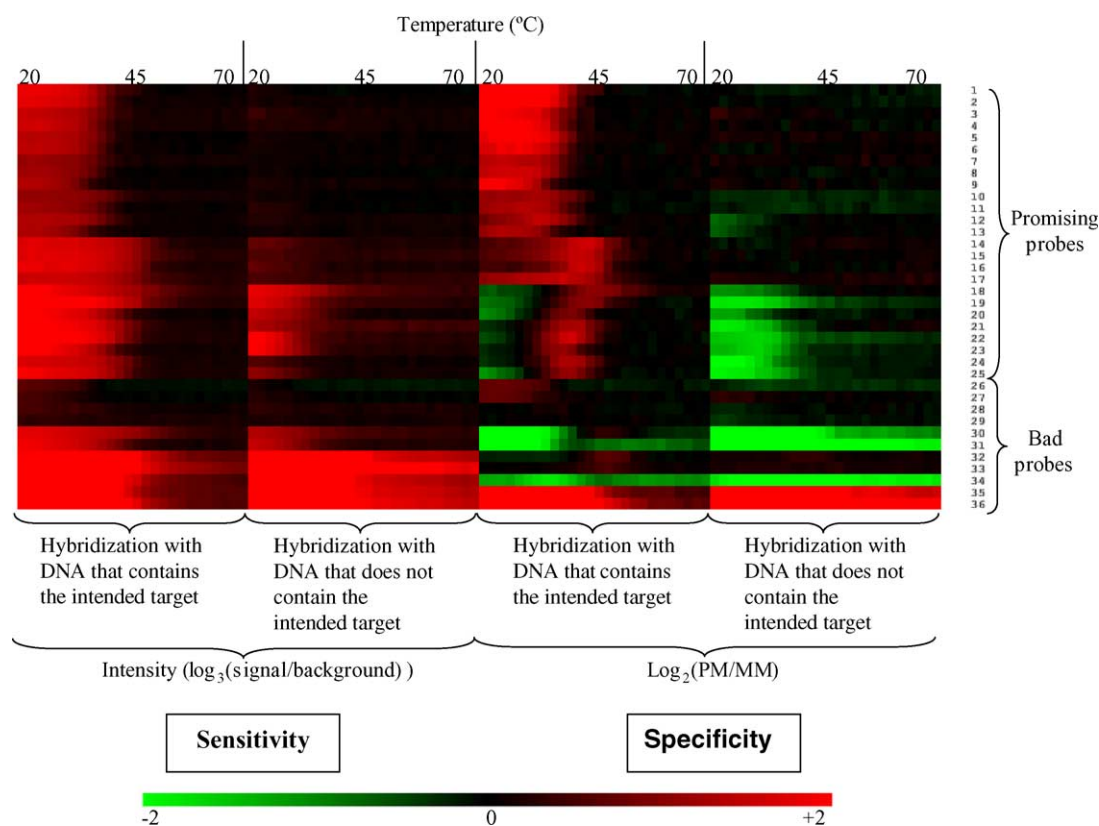 Temperature (ºC)
20 45 70 20 45 70 20 45 70 20 45 70
1
2
3
4
5
6
7
8
9
10
11
12
13
14
15
16
17
18
19
20
21
22
23
24
25
26
27
28
29
30
31
32
33
34
35
36
Promising
probes
Bad
probes
Hybridization with
DNA that contains
the intended target
Hybridization with
DNA that does not
contain the
intended target
Hybridization with
DNA that contains
the intended target
Hybridization with
DNA that does not
contain the
intended target
Intensity (log3(signal/background) )
Log2(PM/MM)
Sensitivity
Specificity
-2 0 +2